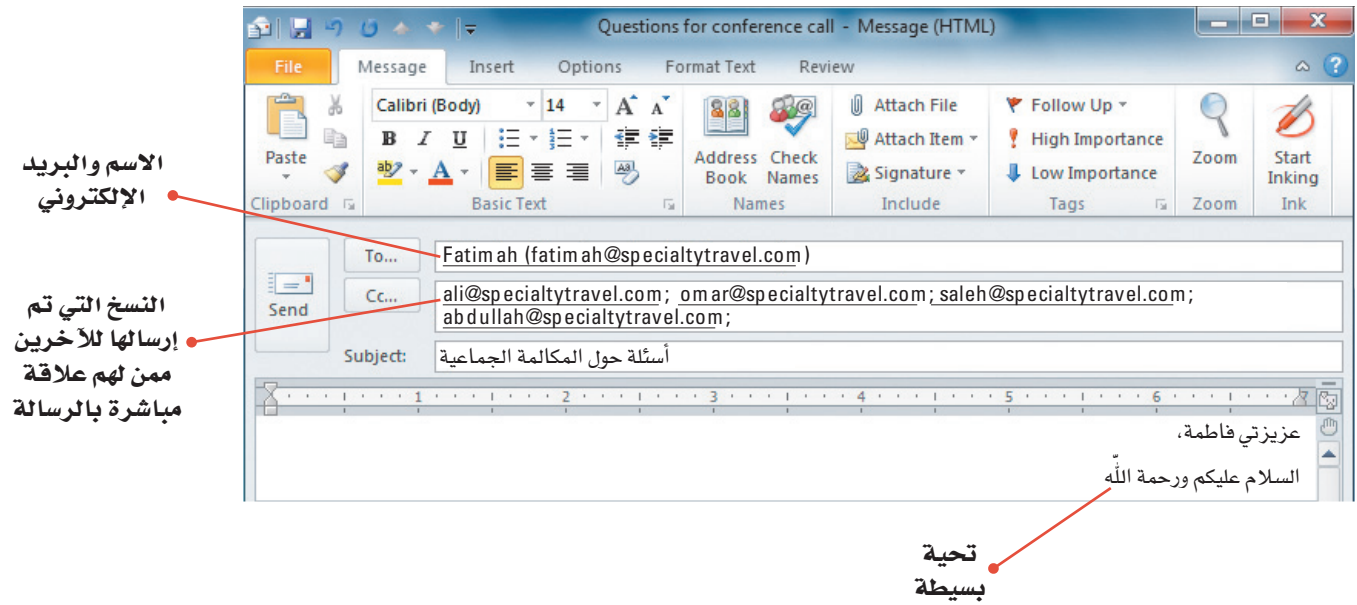 Questions for conference call - Message (HTML)
File Message Insert Options Format Text Review
Calibri (Body) 14 A A
Attach File Follow Up
B I U
Attach Item High Importance
Paste Address Book Check Names Zoom Start Inking
ab A Aa
Signature Low Importance
Clipboard Basic Text Names Include Tags Zoom Ink
الاسم والبريد
الإلكتروني
To... Fatimah (fatimah@specialtytravel.com)
Send
Cc... ali@specialtytravel.com; omar@specialtytravel.com; saleh@specialtytravel.com;
abdullah@specialtytravel.com;
النسخ التي تم
إرسالها للآخرين
ممن لهم علاقة
مباشرة بالرسالة
Subject: أسئلة حول المكالمة الجماعية
1 2 3 4 5 6 7
عزيزتي فاطمة،
السلام عليكم ورحمة اللّه
تحية
بسيطة